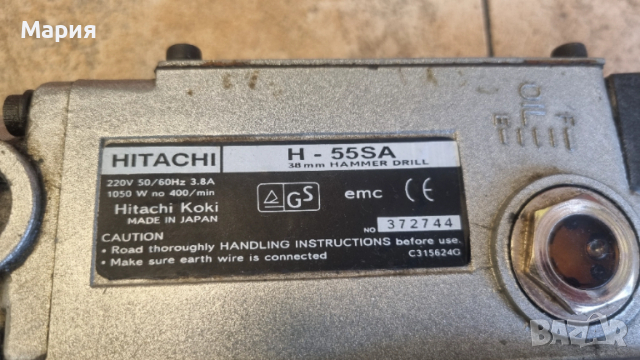 Мария
HITACHI
H - 55SA
38mm HAMMER DRILL
220V 50/60Hz 3.8A
1050 W no 400/min
Hitachi Koki
MADE IN JAPAN
GS
emc CE
NO 372744
CAUTION
• Road thoroughly HANDLING INSTRUCTIONS before use.
• Make sure earth wire is connected
C315624G
OIL
E F
BAZAR